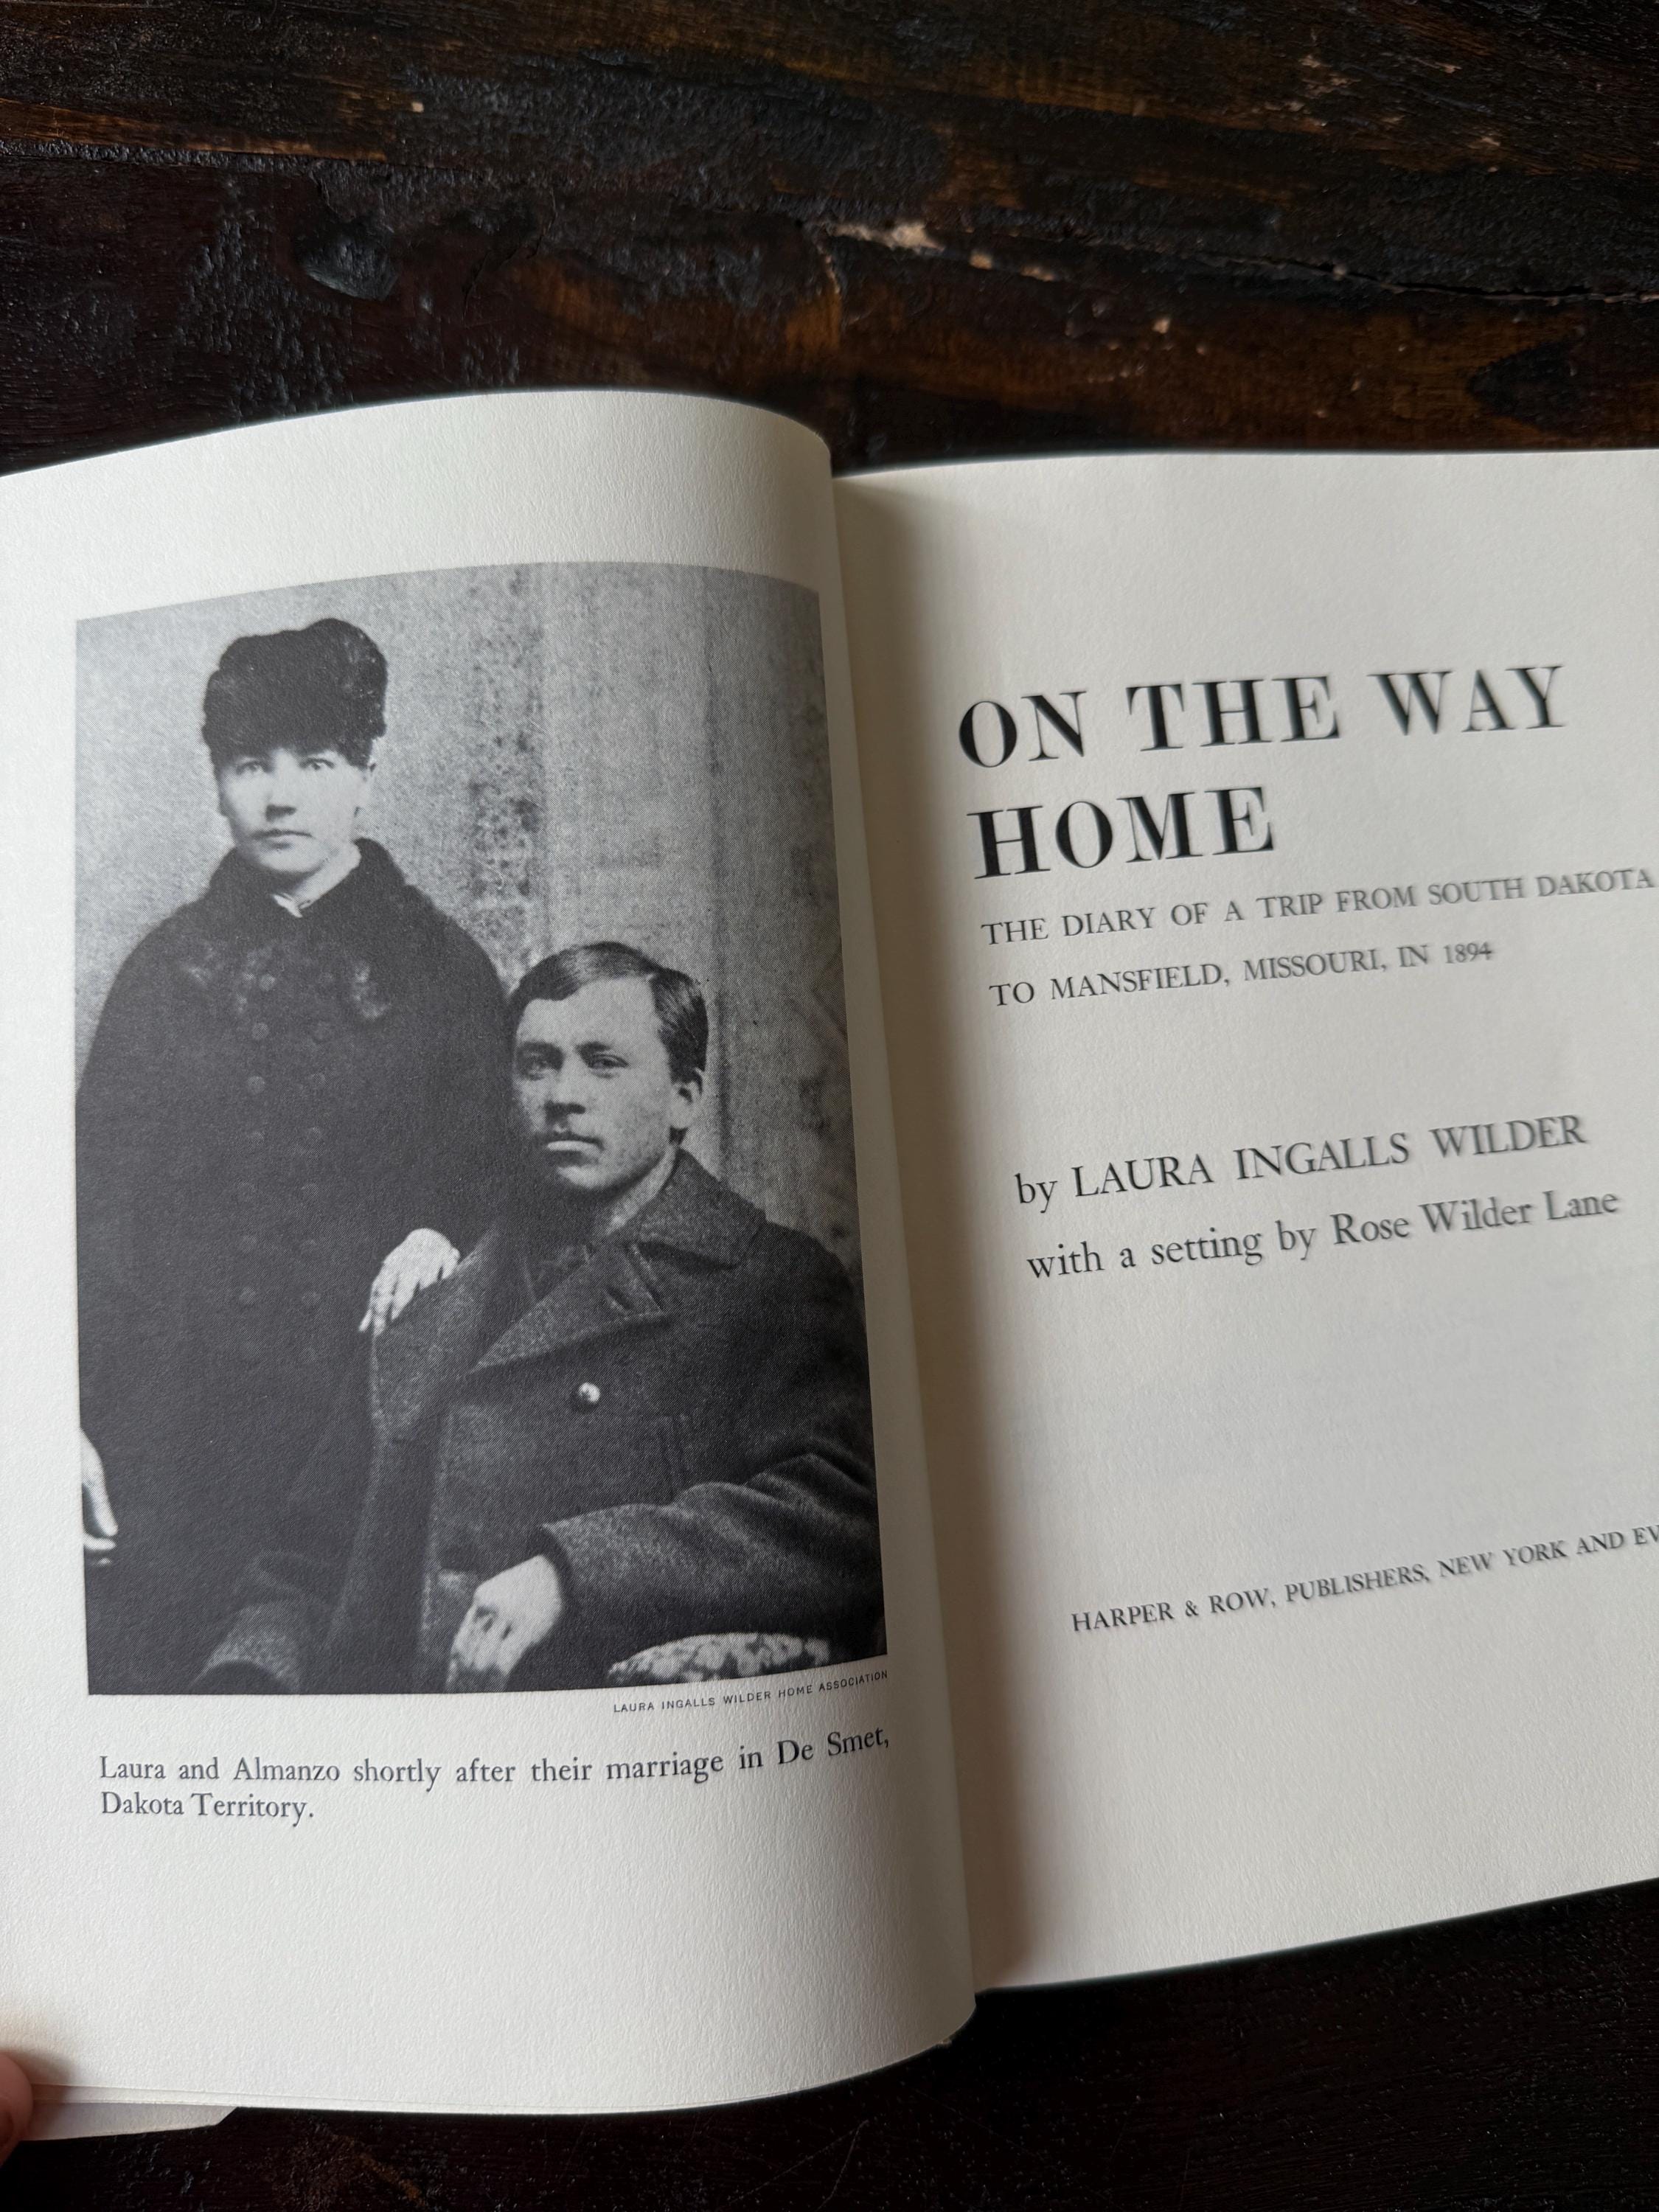 LAURA INGALLS WILDER HOME ASSOCIATION
Laura and Almanzo shortly after their marriage in De Smet,
Dakota Territory.
ON THE WAY
HOME
THE DIARY OF A TRIP FROM SOUTH DAKOTA
TO MANSFIELD, MISSOURI, IN 1894
by LAURA INGALLS WILDER
with a setting by Rose Wilder Lane
HARPER & ROW, PUBLISHERS, NEW YORK AND